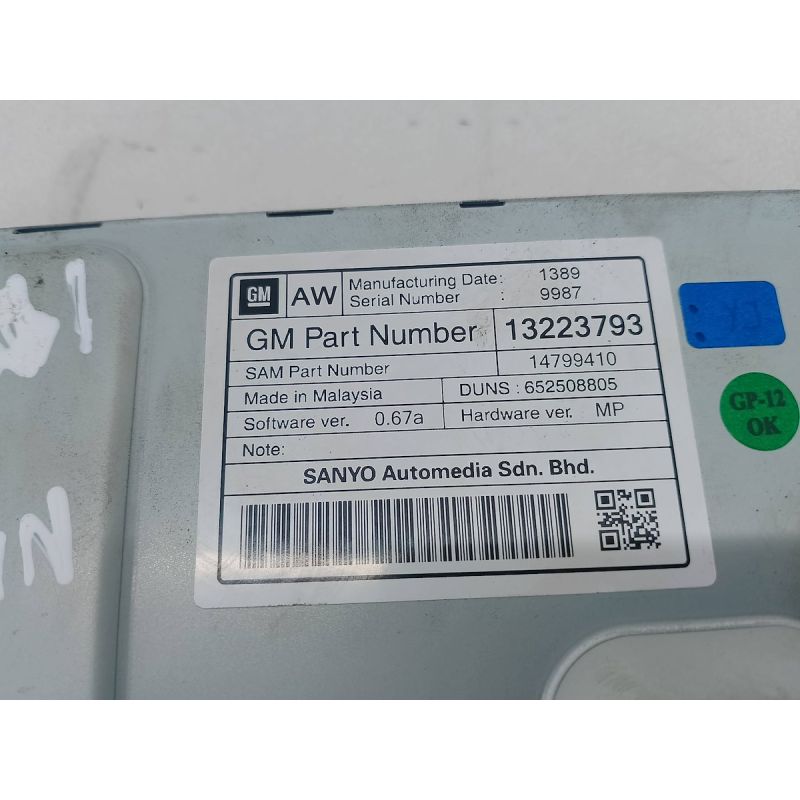 GM AW Manufacturing Date: 1389
Serial Number : 9987
GM Part Number 13223793
SAM Part Number 14799410
Made in Malaysia DUNS : 652508805
Software ver. 0.67a Hardware ver. MP
Note:
SANYO Automedia Sdn. Bhd.
GP-12
OK